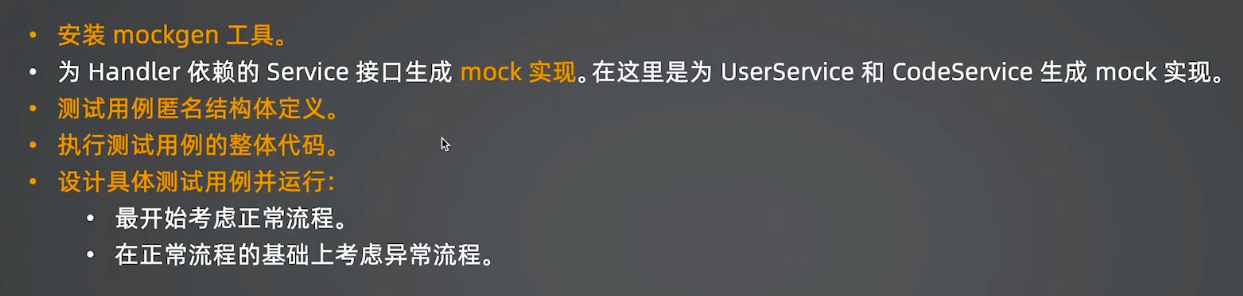 • 安装 mockgen 工具。
• 为 Handler 依赖的 Service 接口生成 mock 实现。在这里是为 UserService 和 CodeService 生成 mock 实现。
• 测试用例匿名结构体定义。
• 执行测试用例的整体代码。
• 设计具体测试用例并运行：
• 最开始考虑正常流程。
• 在正常流程的基础上考虑异常流程。